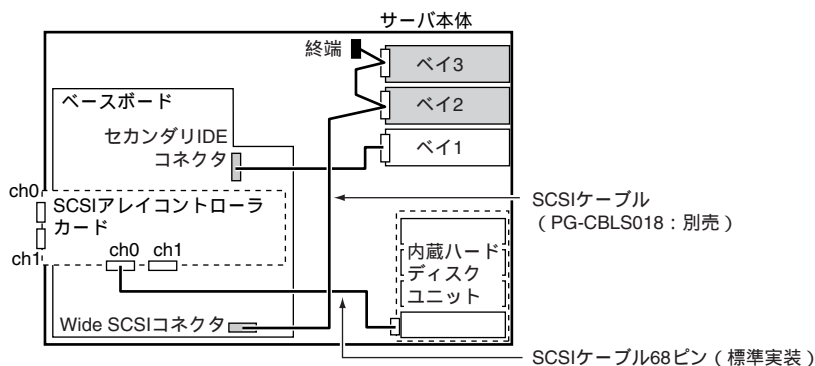 サーバ本体
終端
ベイ3
ベースボード
ベイ2
セカンダリIDE
コネクタ
ベイ1
ch0
SCSIアレイコントローラ
カード
SCSIケーブル
（PG-CBLS018：別売）
ch1
ch0 ch1
内蔵ハード
ディスク
ユニット
Wide SCSIコネクタ
SCSIケーブル68ピン（標準実装）